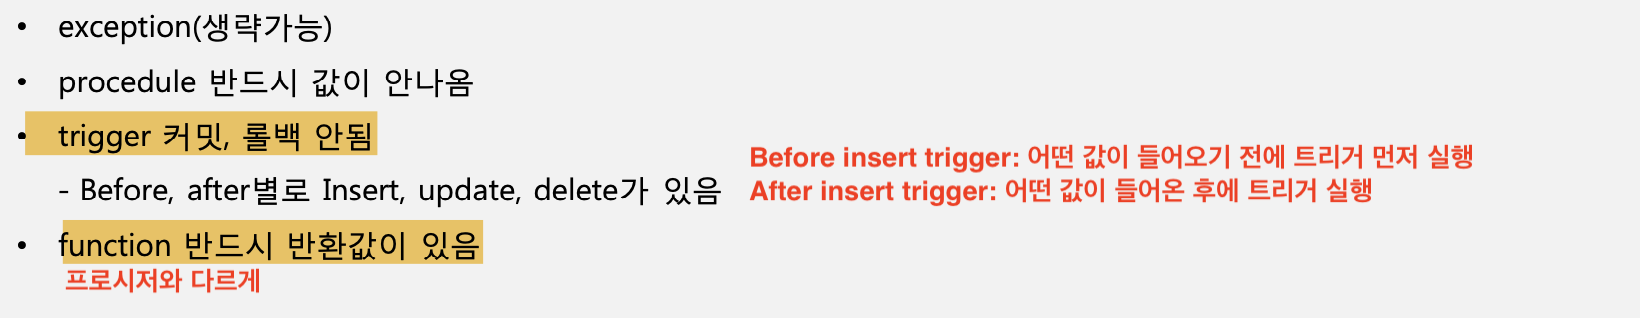 • exception(생략가능)
• procedule 반드시 값이 안나옴
• trigger 커밋, 롤백 안됨
- Before, after별로 Insert, update, delete가 있음
Before insert trigger: 어떤 값이 들어오기 전에 트리거 먼저 실행
After insert trigger: 어떤 값이 들어온 후에 트리거 실행
• function 반드시 반환값이 있음
프로시저와 다르게